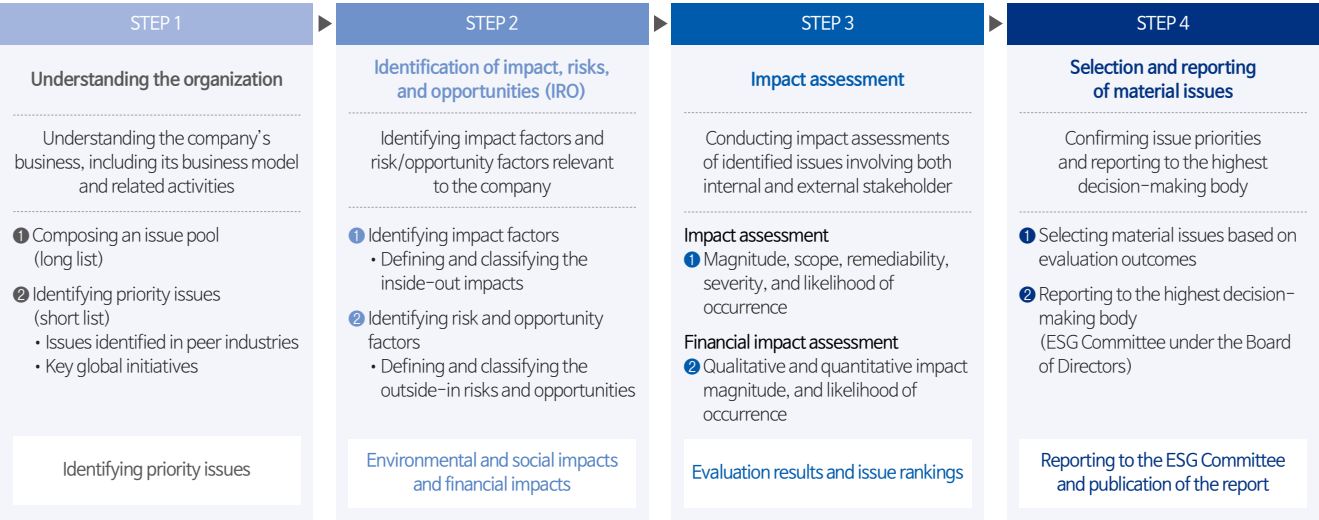 STEP 1
Understanding the organization
Understanding the company's
business, including its business model
and related activities
❶ Composing an issue pool
(long list)
❷ Identifying priority issues
(short list)
• Issues identified in peer industries
• Key global initiatives
Identifying priority issues
STEP 2
Identification of impact, risks,
and opportunities (IRO)
Identifying impact factors and
risk/opportunity factors relevant
to the company
❶ Identifying impact factors
• Defining and classifying the
inside-out impacts
❷ Identifying risk and opportunity
factors
• Defining and classifying the
outside-in risks and opportunities
Environmental and social impacts
and financial impacts
STEP 3
Impact assessment
Conducting impact assessments
of identified issues involving both
internal and external stakeholder
Impact assessment
❶ Magnitude, scope, remediability,
severity, and likelihood of
occurrence
Financial impact assessment
❷ Qualitative and quantitative impact
magnitude, and likelihood of
occurrence
Evaluation results and issue rankings
STEP 4
Selection and reporting
of material issues
Confirming issue priorities
and reporting to the highest
decision-making body
❶ Selecting material issues based on
evaluation outcomes
❷ Reporting to the highest decision-
making body
(ESG Committee under the Board
of Directors)
Reporting to the ESG Committee
and publication of the report